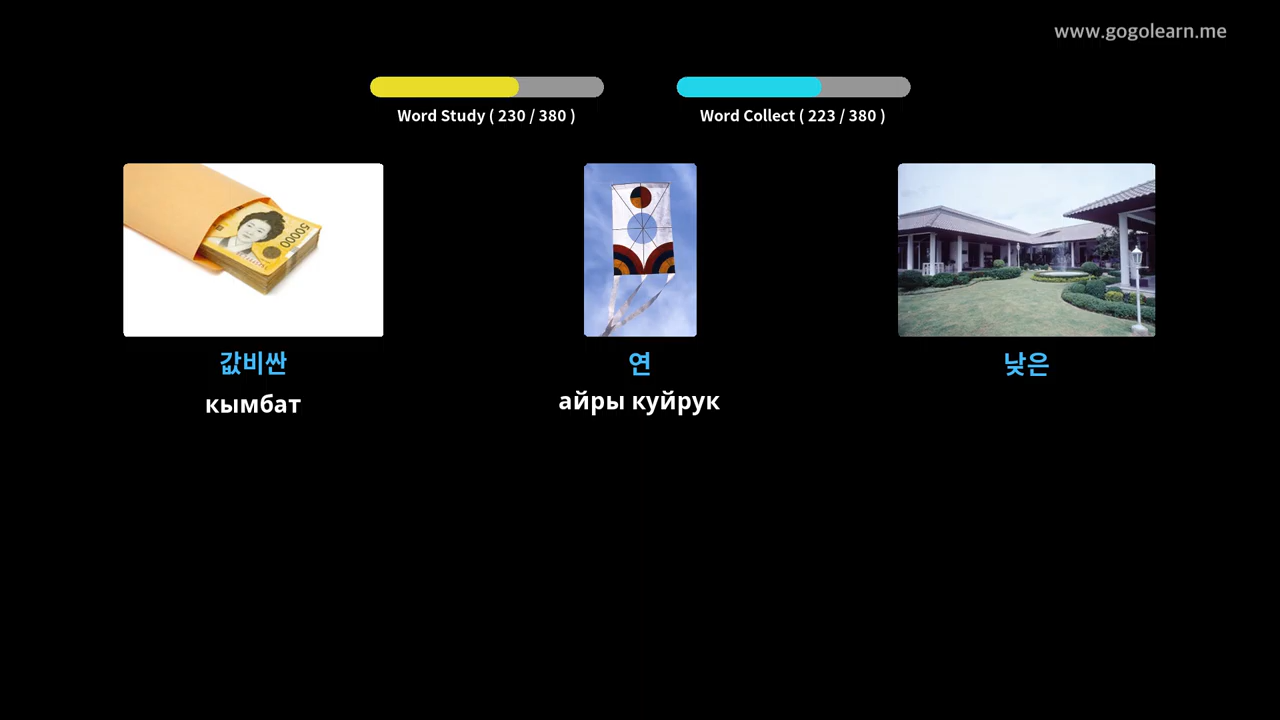 www.gogolearn.me
Word Study ( 230 / 380 )
Word Collect ( 223 / 380 )
50000
값비싼
연
낮은
кымбат
айры куйрук